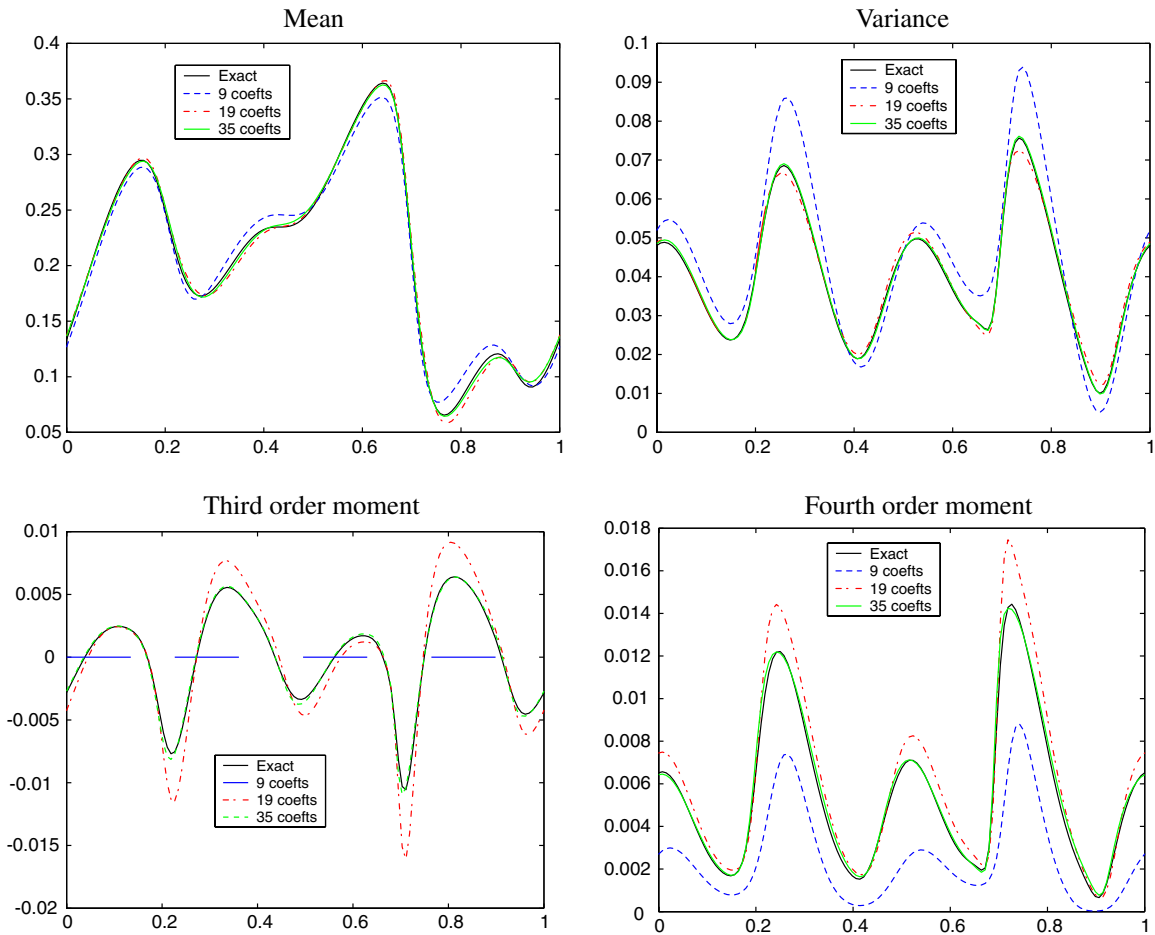 Mean
0.4
0.35
0.3
0.25
0.2
0.15
0.1
0.05
0 0.2 0.4 0.6 0.8 1
Exact
9 coefts
19 coefts
35 coefts
Variance
0.1
0.09
0.08
0.07
0.06
0.05
0.04
0.03
0.02
0.01
0
0 0.2 0.4 0.6 0.8 1
Exact
9 coefts
19 coefts
35 coefts
Third order moment
0.01
0.005
0
-0.005
-0.01
-0.015
-0.02
0 0.2 0.4 0.6 0.8 1
Exact
9 coefts
19 coefts
35 coefts
Fourth order moment
0.018
0.016
0.014
0.012
0.01
0.008
0.006
0.004
0.002
0
0 0.2 0.4 0.6 0.8 1
Exact
9 coefts
19 coefts
35 coefts